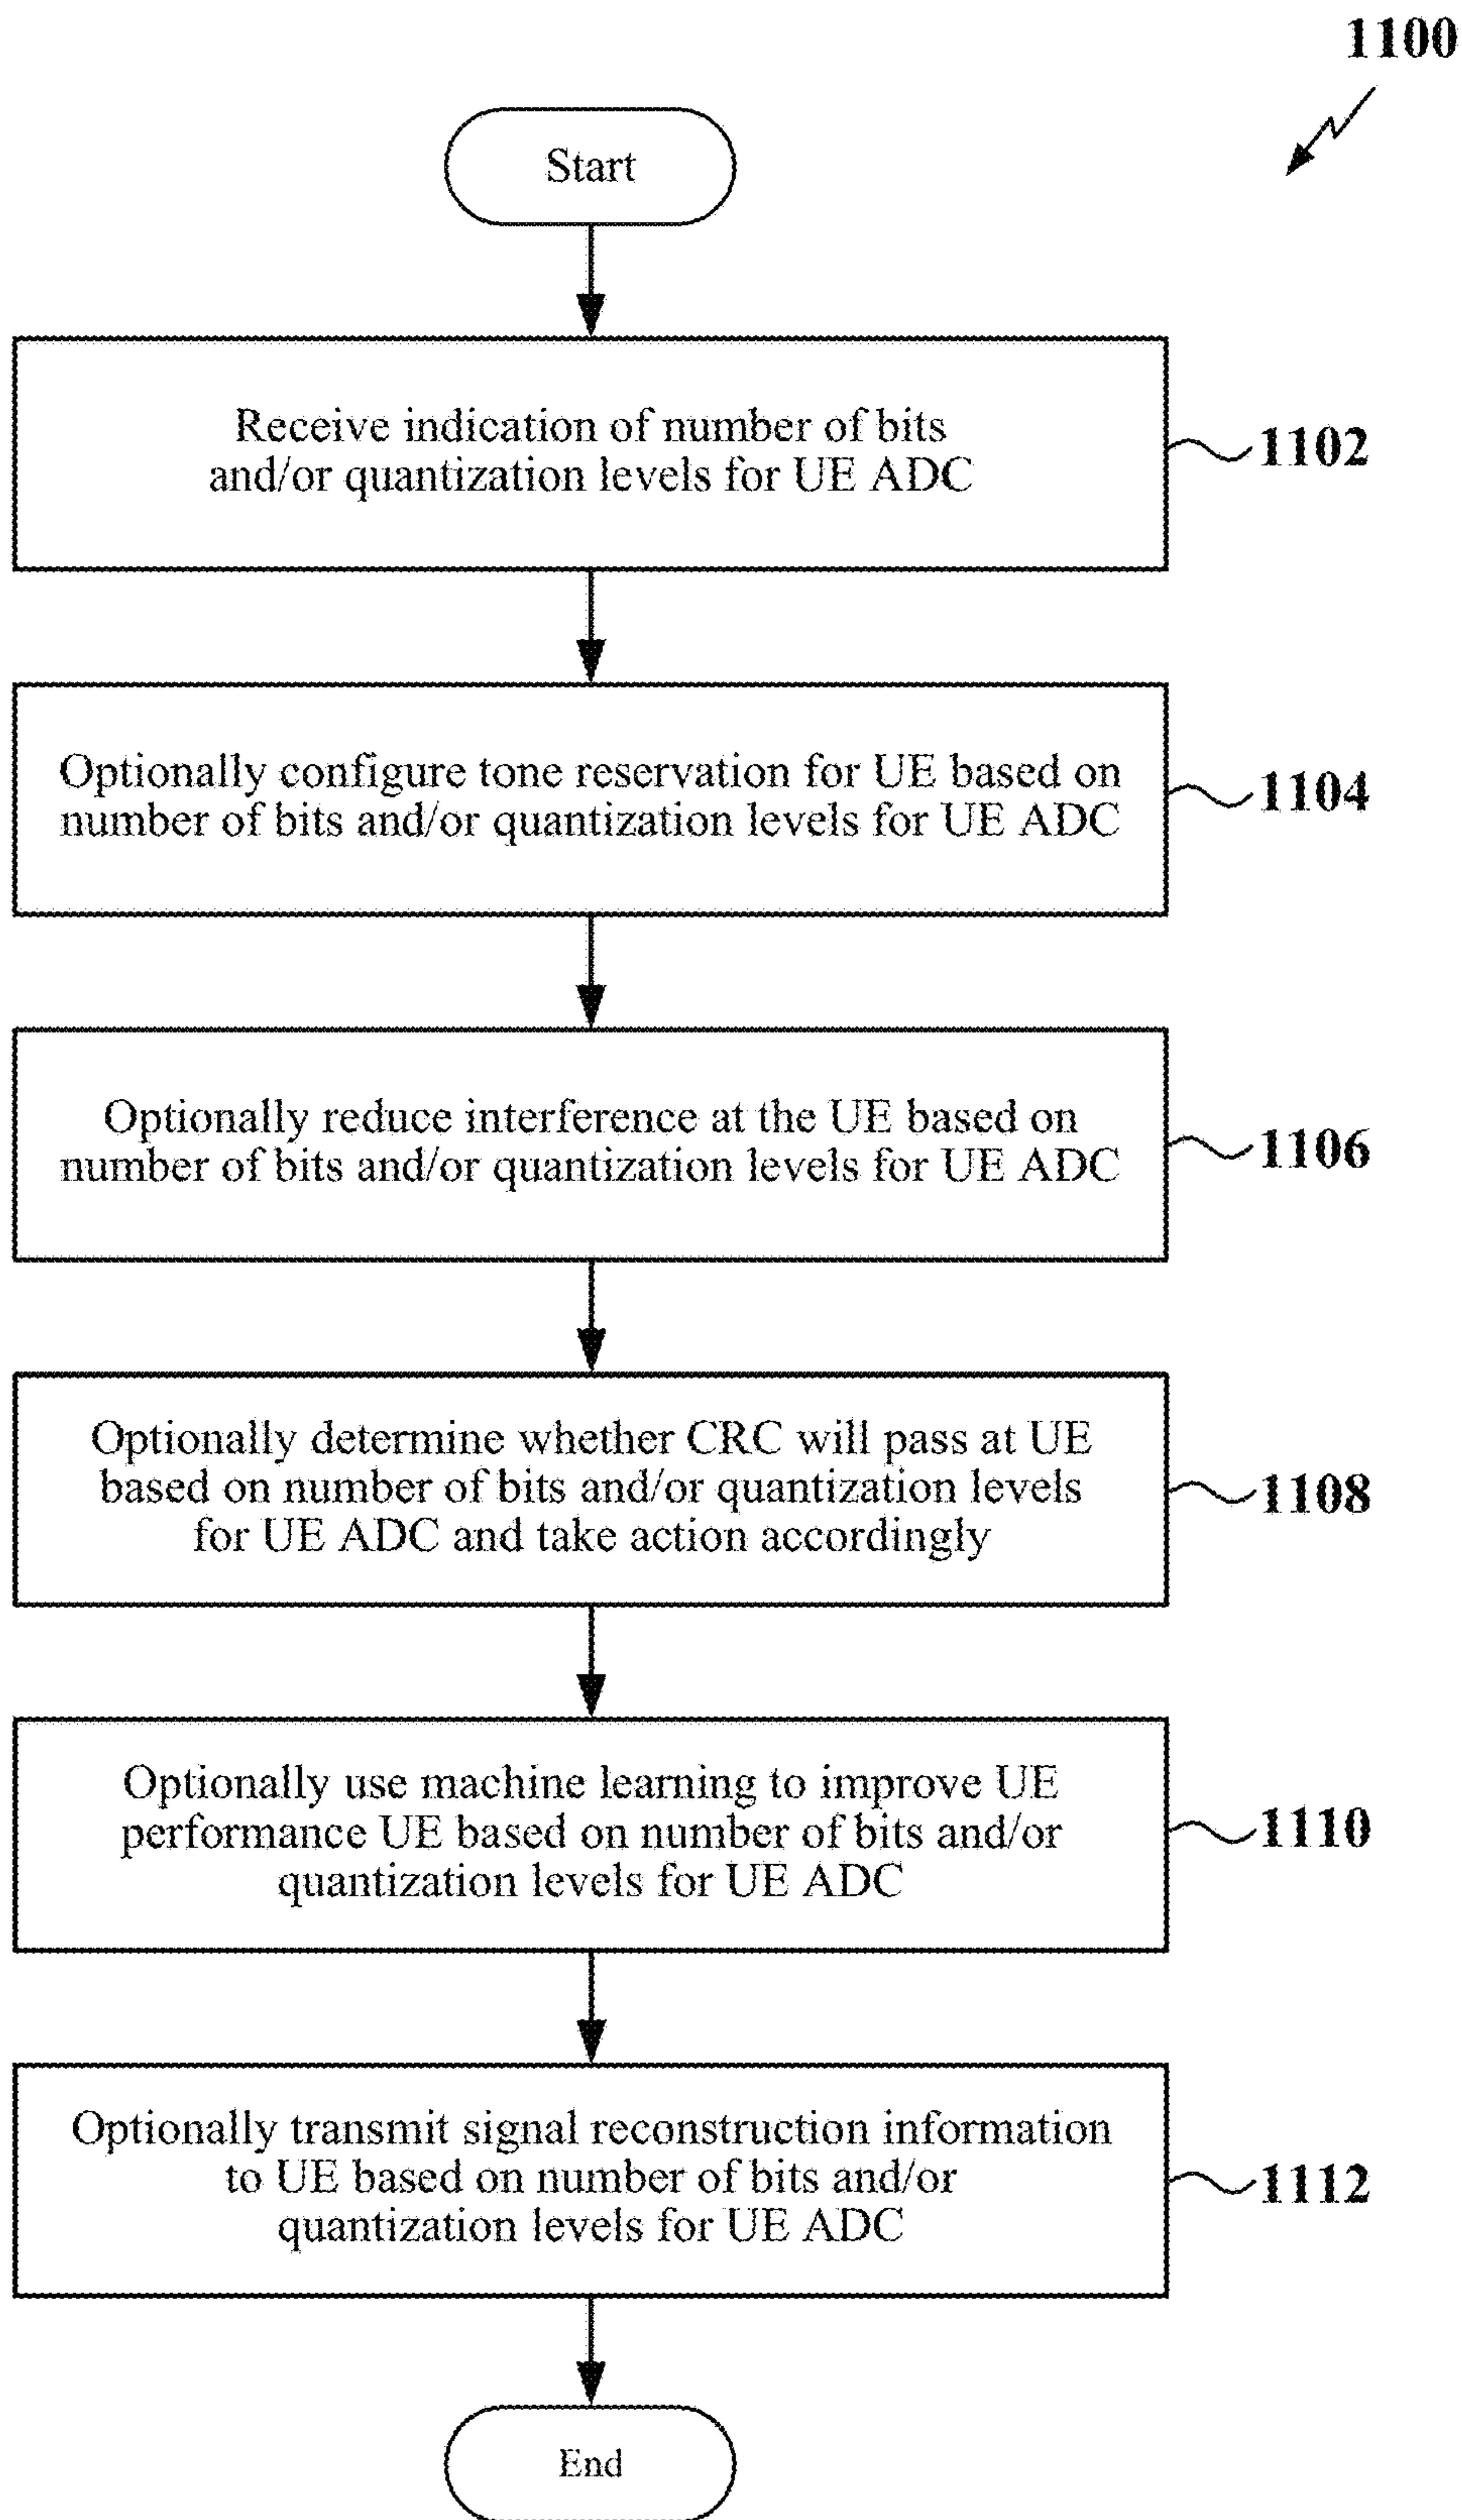 1100
Start
Receive indication of number of bits
and/or quantization levels for UE ADC
1102
Optionally configure tone reservation for UE based on
number of bits and/or quantization levels for UE ADC
1104
Optionally reduce interference at the UE based on
number of bits and/or quantization levels for UE ADC
1106
Optionally determine whether CRC will pass at UE
based on number of bits and/or quantization levels
for UE ADC and take action accordingly
1108
Optionally use machine learning to improve UE
performance UE based on number of bits and/or
quantization levels for UE ADC
1110
Optionally transmit signal reconstruction information
to UE based on number of bits and/or
quantization levels for UE ADC
1112
End